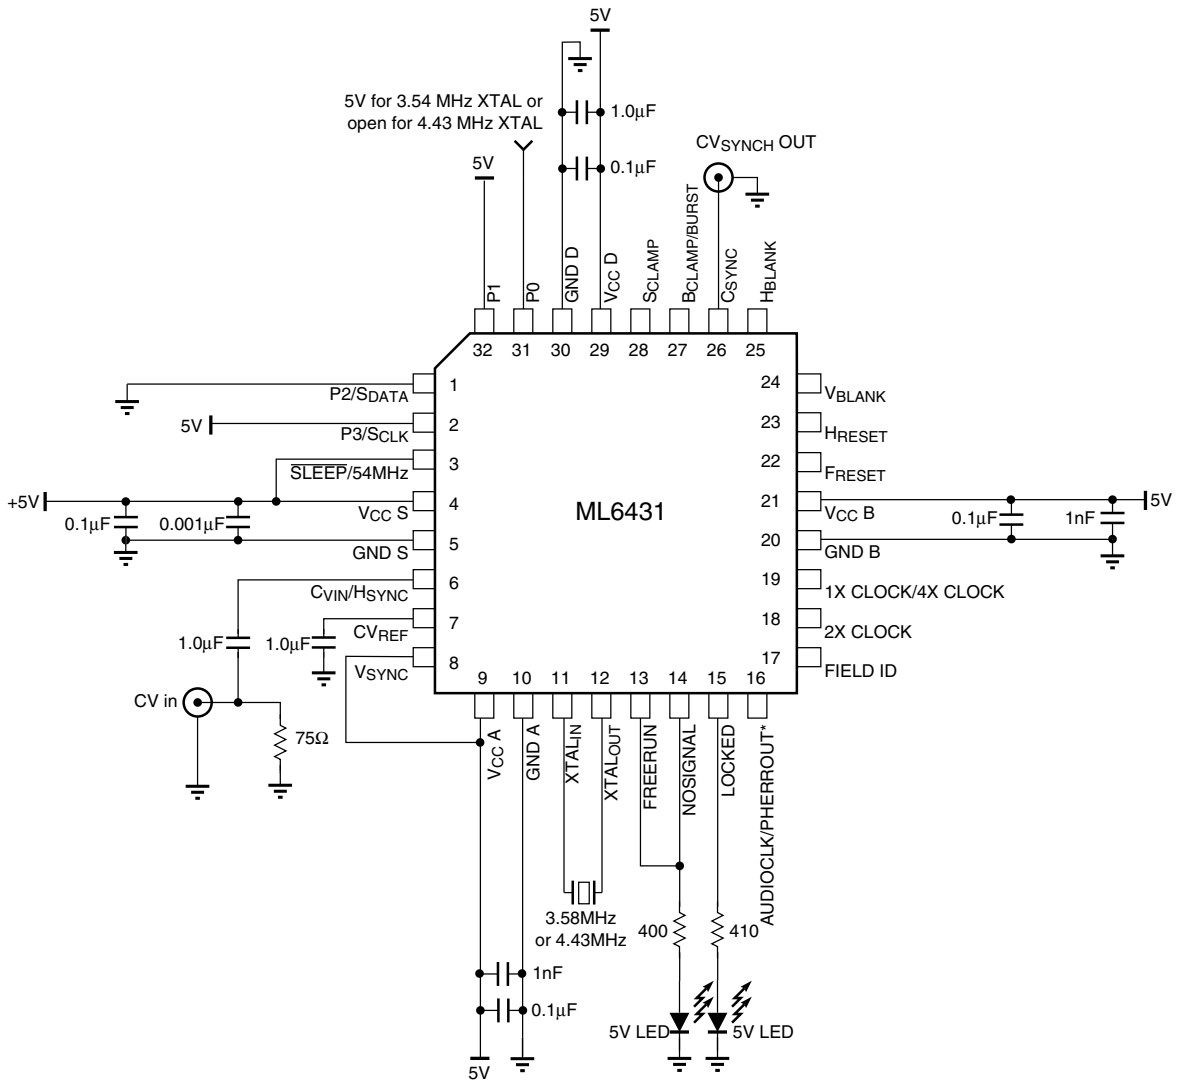 5V
5V for 3.54 MHz XTAL or
open for 4.43 MHz XTAL
1.0µF
0.1µF
5V
CVSYNCH OUT
P1
P0
GND D
VCC D
SCLAMP
BCLAMP/BURST
CSYNC
HBLANK
32
31
30
29
28
27
26
25
P2/SDATA
1
5V
P3/SCLK
2
SLEEP/54MHz
3
+5V
VCC S
4
0.1µF
0.001µF
GND S
5
CVIN/HSYNC
6
1.0µF
1.0µF
CVREF
7
VSYNC
8
CV in
75Ω
ML6431
24
VBLANK
23
HRESET
22
FRESET
21
VCC B
5V
0.1µF
1nF
20
GND B
19
1X CLOCK/4X CLOCK
18
2X CLOCK
17
FIELD ID
9
10
11
12
13
14
15
16
VCC A
GND A
XTALIN
XTALOUT
FREERUN
NOSIGNAL
LOCKED
AUDIOCLK/PHERROUT*
3.58MHz
or 4.43MHz
400
410
1nF
0.1µF
5V LED
5V LED
5V